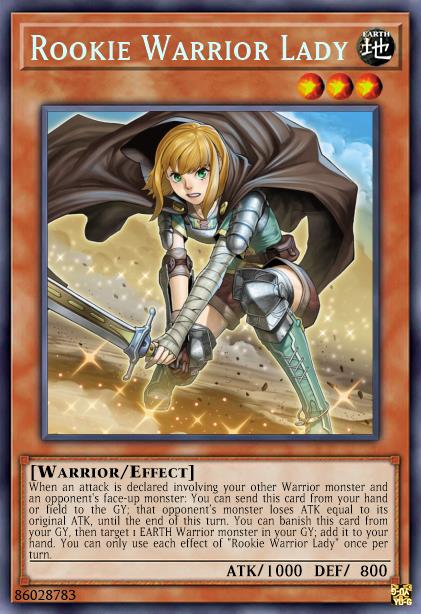 Rookie Warrior Lady
EARTH
地
[Warrior/Effect]
When an attack is declared involving your other Warrior monster and
an opponent's face-up monster: You can send this card from your hand
or field to the GY; that opponent's monster loses ATK equal to its
original ATK, until the end of this turn. You can banish this card from
your GY, then target 1 EARTH Warrior monster in your GY; add it to your
hand. You can only use each effect of "Rookie Warrior Lady" once per
turn.
ATK/1000 DEF/ 800
86028783